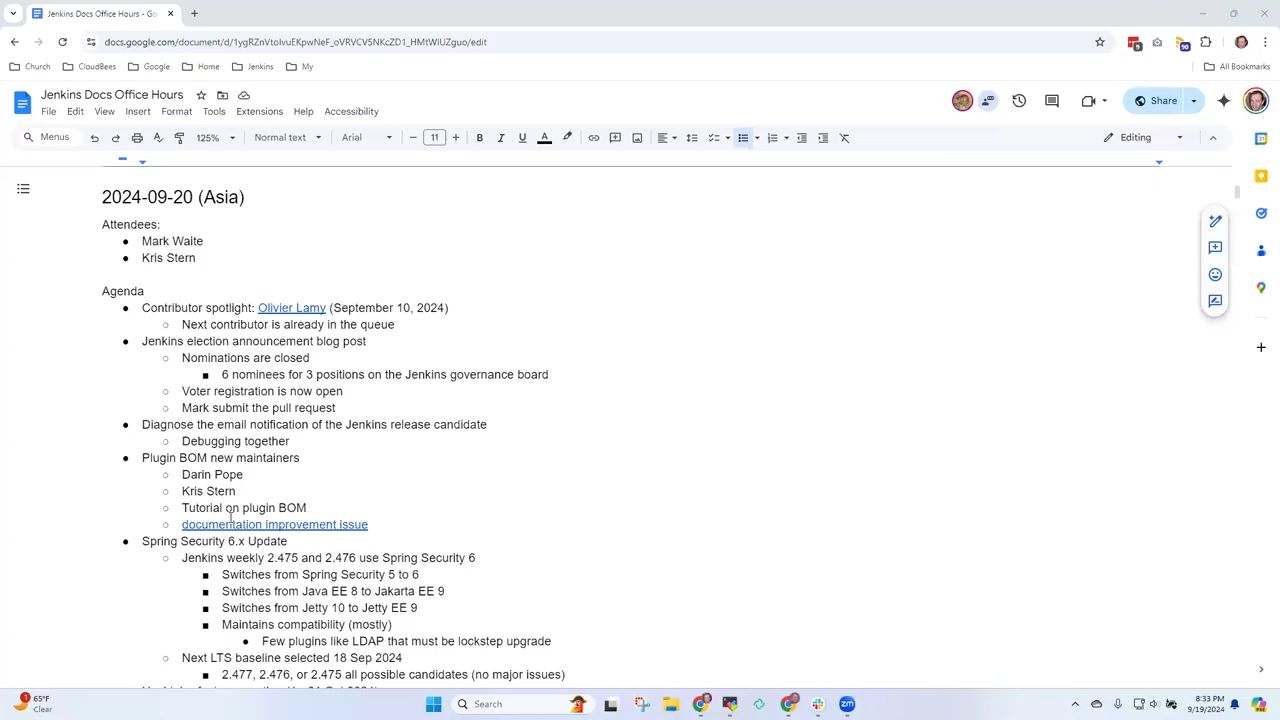 Jenkins Docs Office Hours - Go
docs.google.com/document/d/1ygRZnVtoIvuEKpwNeF_oVRVCV5NKcZD1_HMtWIUZguo/edit
Church CloudBees Google Home Jenkins My All Bookmarks
Jenkins Docs Office Hours
File Edit View Insert Format Tools Extensions Help Accessibility
Share
Menus 125% Normal text Arial 11 Editing
2024-09-20 (Asia)
Attendees:
Mark Waite
Kris Stern
Agenda
Contributor spotlight: Olivier Lamy (September 10, 2024)
Next contributor is already in the queue
Jenkins election announcement blog post
Nominations are closed
6 nominees for 3 positions on the Jenkins governance board
Voter registration is now open
Mark submit the pull request
Diagnose the email notification of the Jenkins release candidate
Debugging together
Plugin BOM new maintainers
Darin Pope
Kris Stern
Tutorial on plugin BOM
documentation improvement issue
Spring Security 6.x Update
Jenkins weekly 2.475 and 2.476 use Spring Security 6
Switches from Spring Security 5 to 6
Switches from Java EE 8 to Jakarta EE 9
Switches from Jetty 10 to Jetty EE 9
Maintains compatibility (mostly)
Few plugins like LDAP that must be lockstep upgrade
Next LTS baseline selected 18 Sep 2024
2.477, 2.476, or 2.475 all possible candidates (no major issues)
65°F
Clear
Search
8:33 PM
9/19/2024